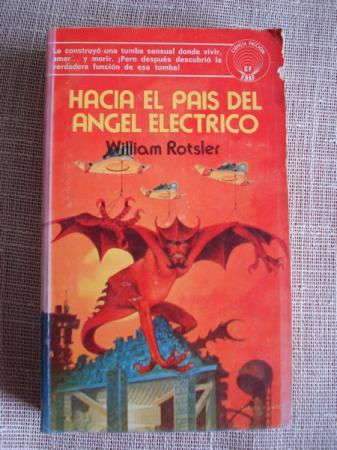 Le construyó una tumba sensual donde vivir,
amar... y morir. ¡Pero después descubrió la
verdadera función de esa tumba!
CIENCIA FICCION
C F
EDAF
HACIA EL PAIS DEL
ANGEL ELECTRICO
William Rotsler